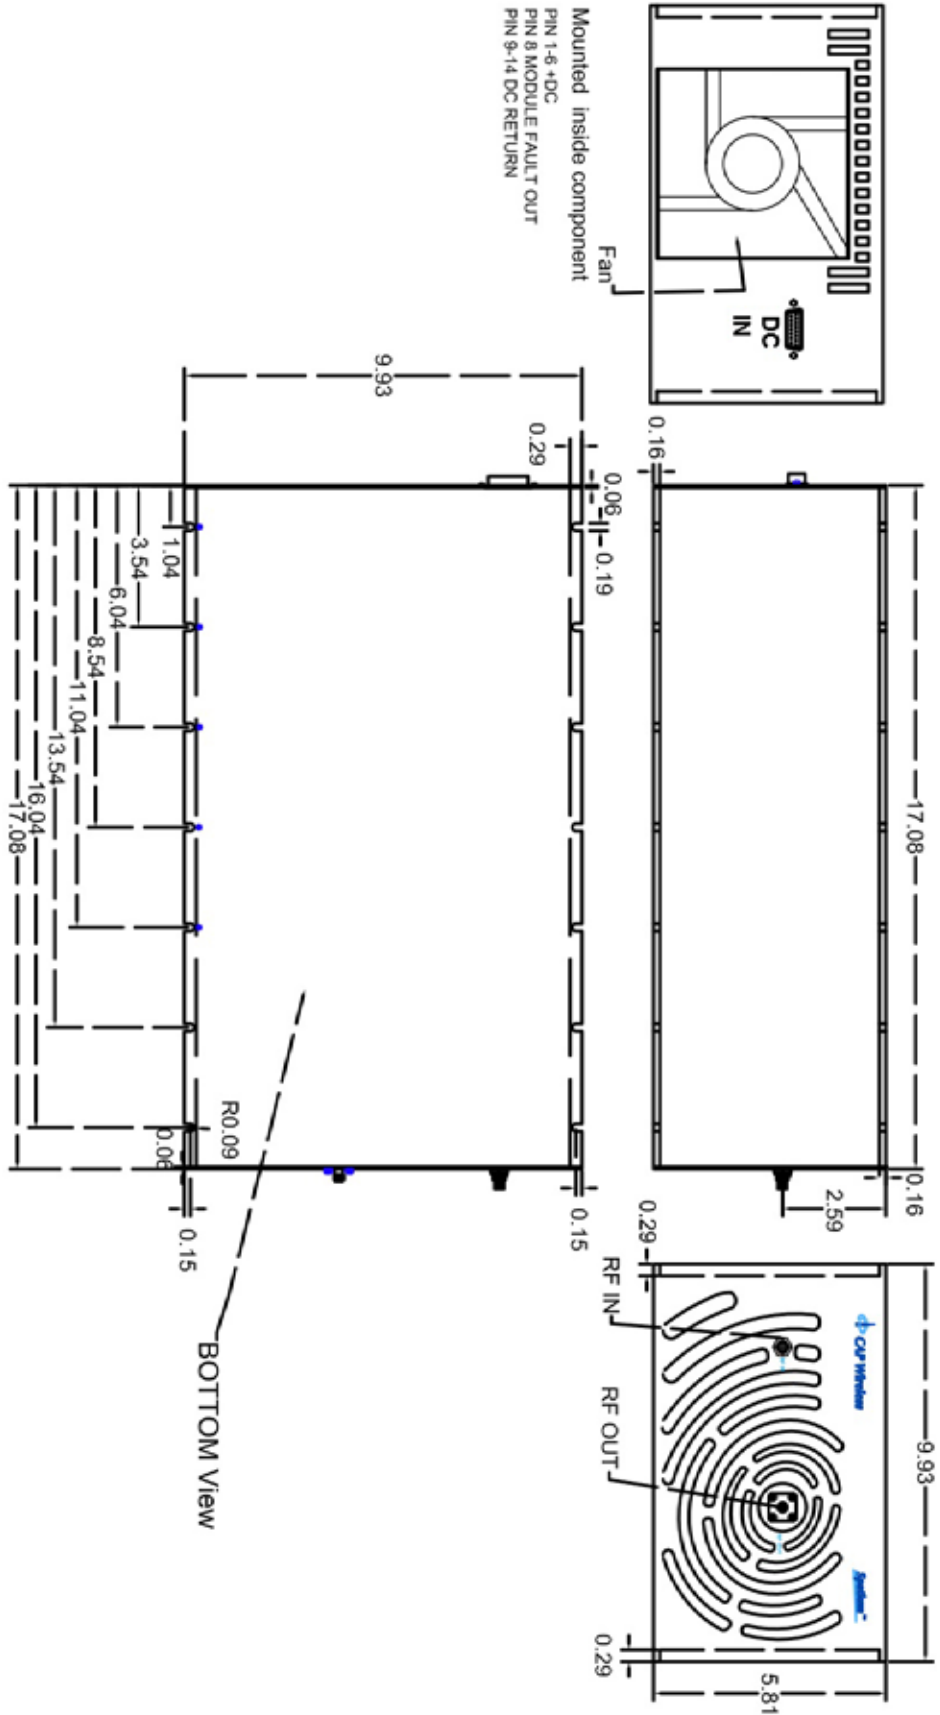 Mounted inside component
PIN 1-6 +DC
PIN 8 MODULE FAULT OUT
PIN 9-14 DC RETURN
Fan
DC
IN
9.93
0.29
0.06
0.19
0.16
17.08
0.16
2.59
1.04
3.54
6.04
8.54
11.04
13.54
16.04
17.08
R0.09
0.06
0.15
0.15
BOTTOM View
0.29
RF IN
RF OUT
CAP Wireless
Spatium™
9.93
0.29
5.81